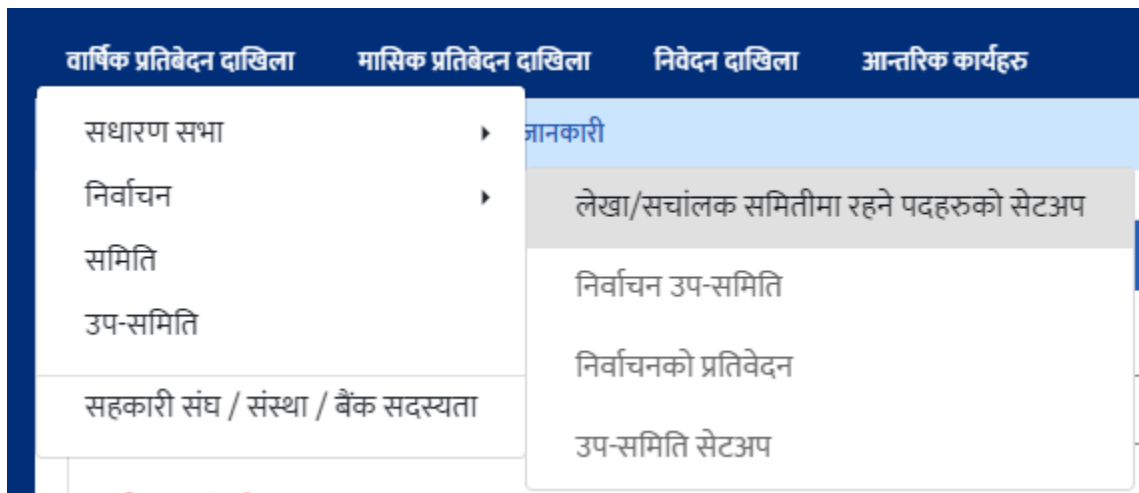 वार्षिक प्रतिबेदन दाखिला मासिक प्रतिबेदन दाखिला निवेदन दाखिला आन्तरिक कार्यहरु
सधारण सभा
जानकारी
निर्वाचन
समिति
उप-समिति
सहकारी संघ / संस्था / बैंक सदस्यता
लेखा/सचांलक समितीमा रहने पदहरुको सेटअप
निर्वाचन उप-समिति
निर्वाचनको प्रतिवेदन
उप-समिति सेटअप